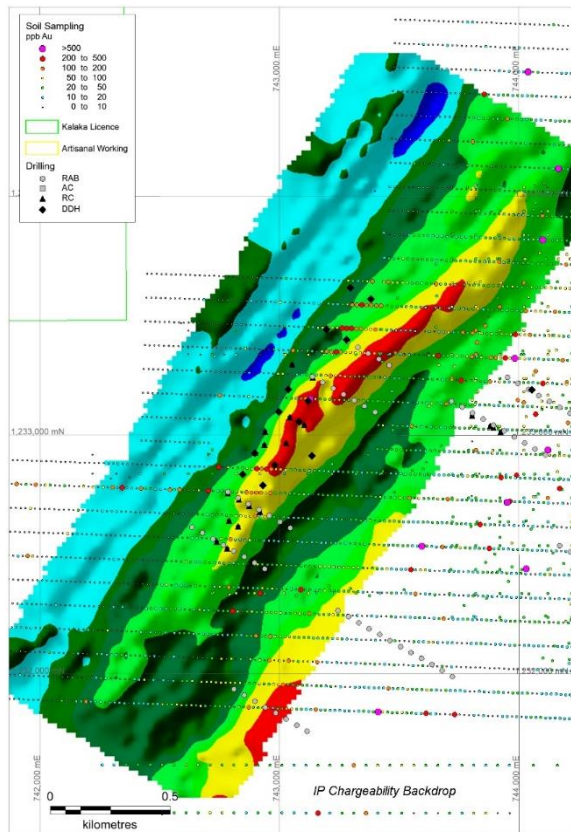 Soil Sampling
ppb Au
>500
200 to 500
100 to 200
50 to 100
20 to 50
10 to 20
0 to 10
Kalaka Licence
Artisanal Working
Drilling
RAB
AC
RC
DDH
743,000 mE
744,000 mE
1,233,000 mN
742,000 mE
743,000 mE
744,000 mE
0
0.5
kilometres
IP Chargeability Backdrop